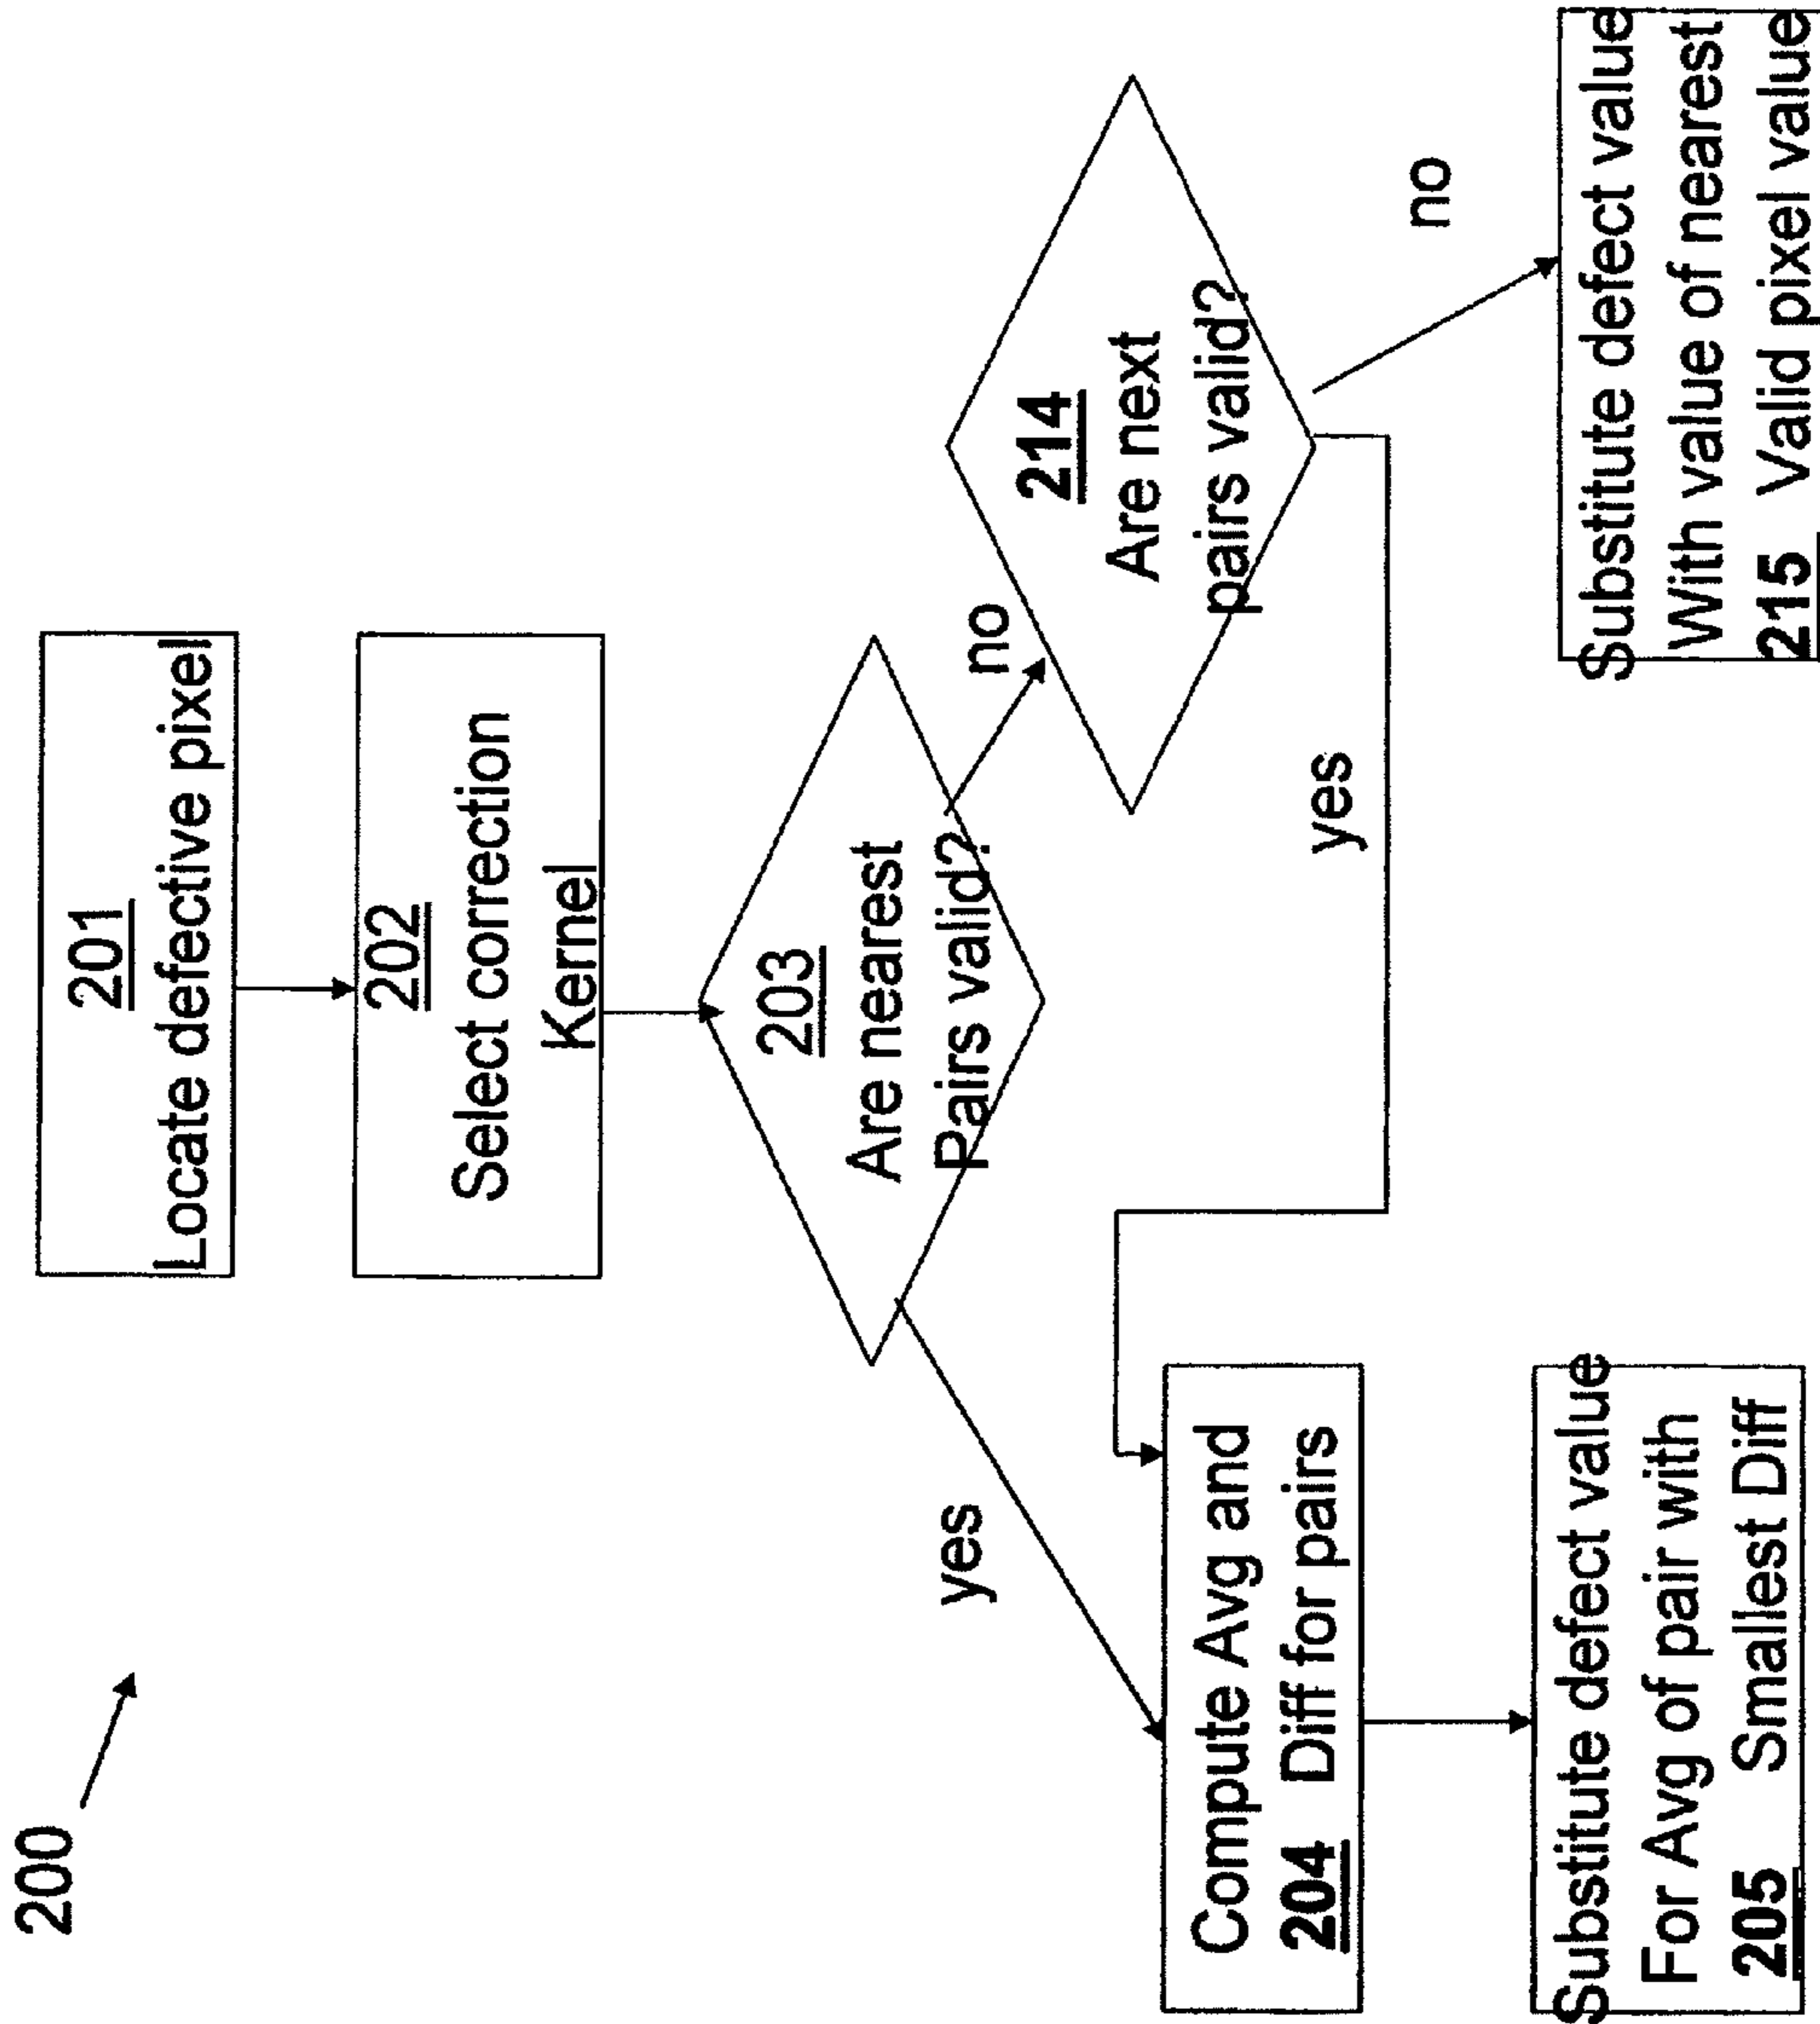 200
201
Locate defective pixel
202
Select correction
Kernel
203
Are nearest
Pairs valid?
yes
no
214
Are next
pairs valid?
yes
no
Compute Avg and
204 Diff for pairs
Substitute defect value
For Avg of pair with
205 Smallest Diff
Substitute defect value
With value of nearest
215 Valid pixel value